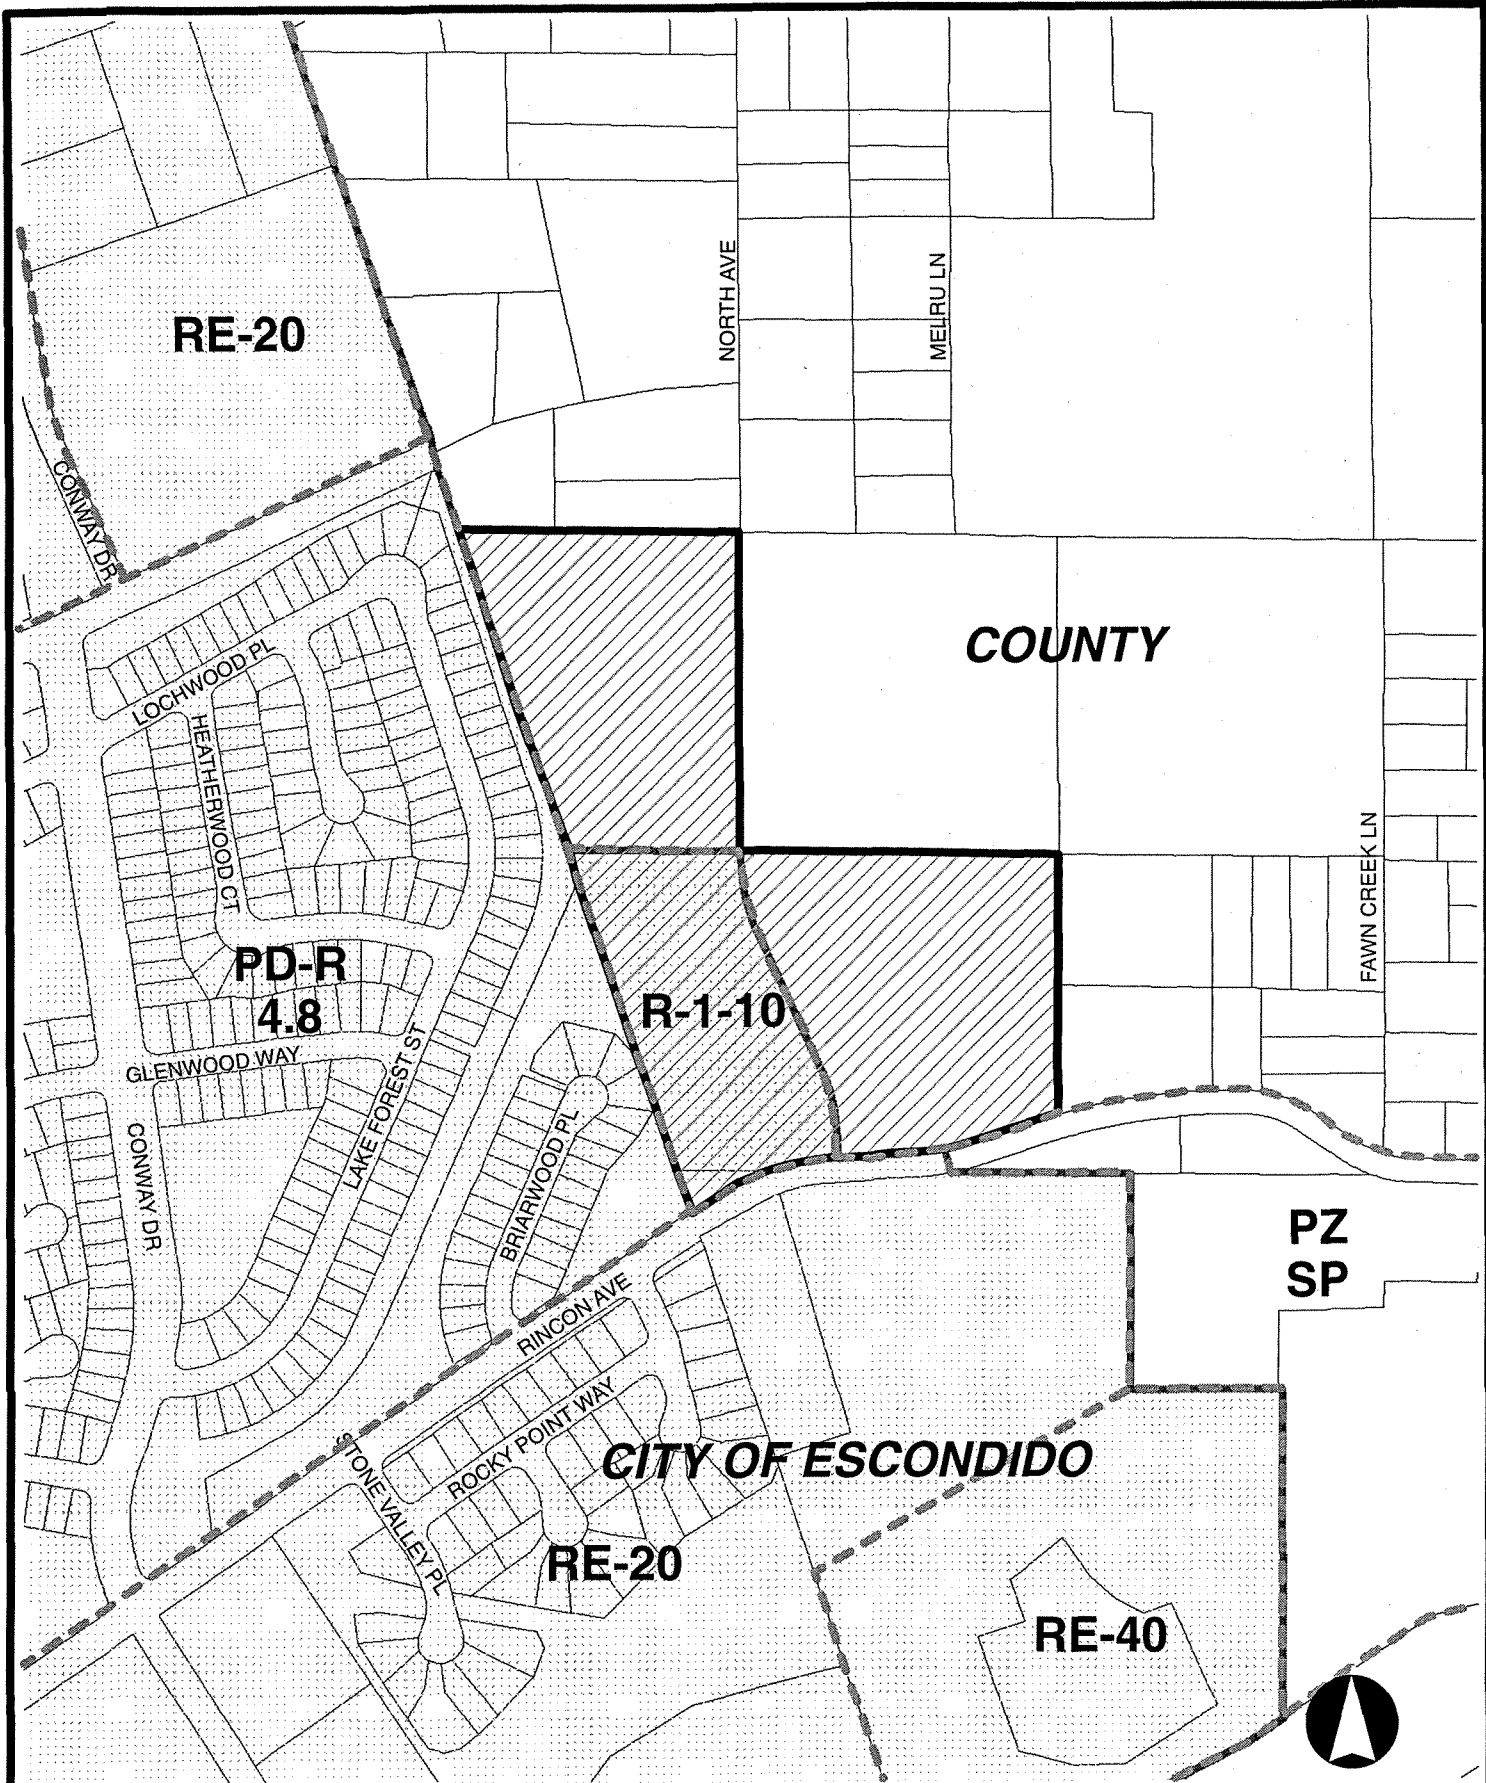 NORTH AVE
MELRU LN
RE-20
CONWAY DR
COUNTY
LOCHWOOD PL
HEATHERWOOD CT
FAWN CREEK LN
PD-R
4.8
R-1-10
GLENWOOD WAY
LAKE FOREST ST
BRIARWOOD PL
CONWAY DR
PZ
SP
RINCON AVE
ROCKY POINT WAY
STONE VALLEY PL
CITY OF ESCONDIDO
RE-20
RE-40